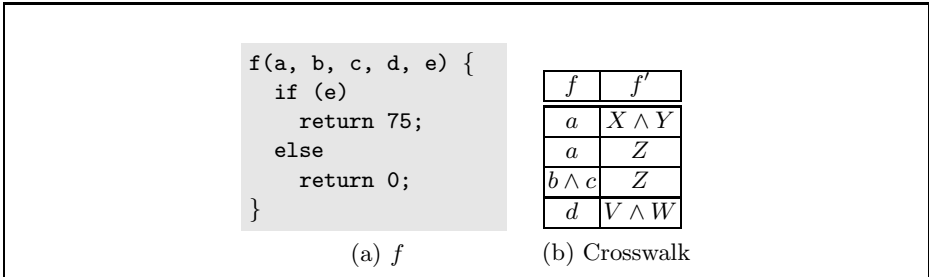 f(a, b, c, d, e) {
if (e)
return 75;
else
return 0;
}
(a) f
f f′
a X ∧ Y
a Z
b ∧ c Z
d V ∧ W
(b) Crosswalk